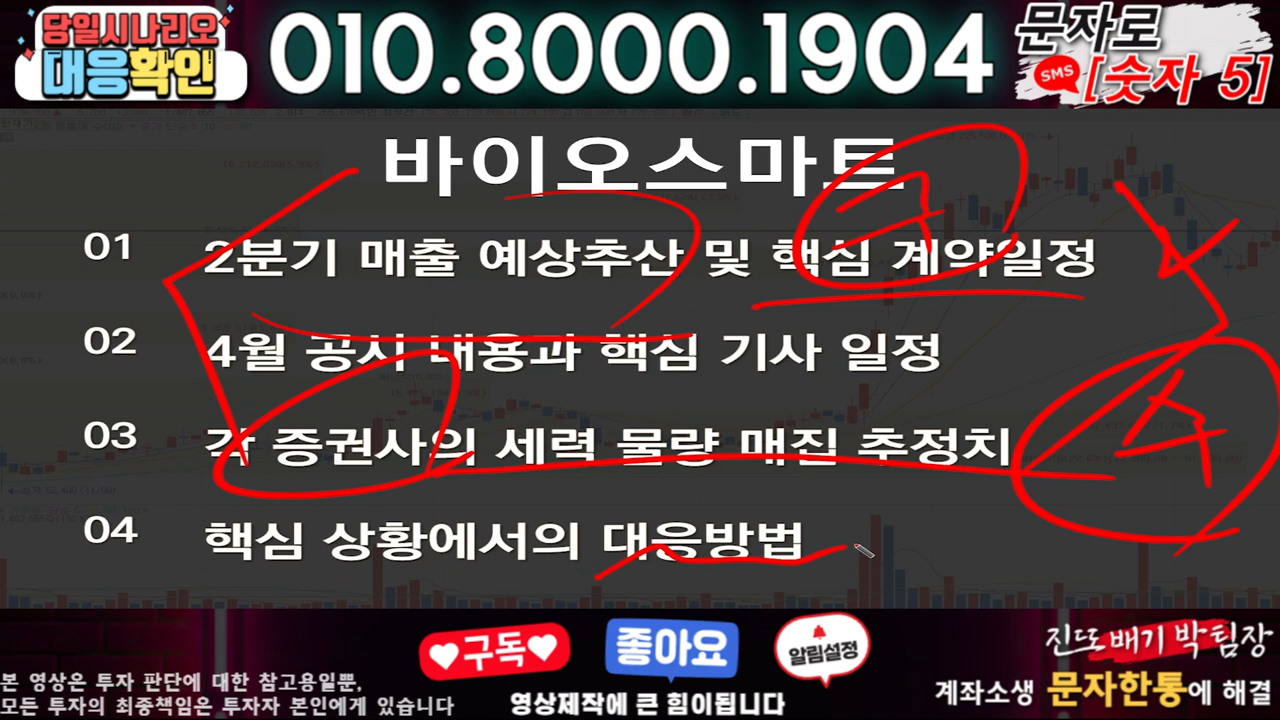 당일시나리오
대응확인
010.8000.1904
문자로
SMS
[숫자 5]
바이오스마트
01 2분기 매출 예상추산 및 핵심 계약일정
02 4월 공시 내용과 핵심 기사 일정
03 각 증권사의 세력 물량 매진 추정치
04 핵심 상황에서의 대응방법
구독
좋아요
알림설정
영상제작에 큰 힘이됩니다
본 영상은 투자 판단에 대한 참고용일뿐,
모든 투자의 최종책임은 투자자 본인에게 있습니다
진또배기 박팀장
계좌소생 문자한통에 해결